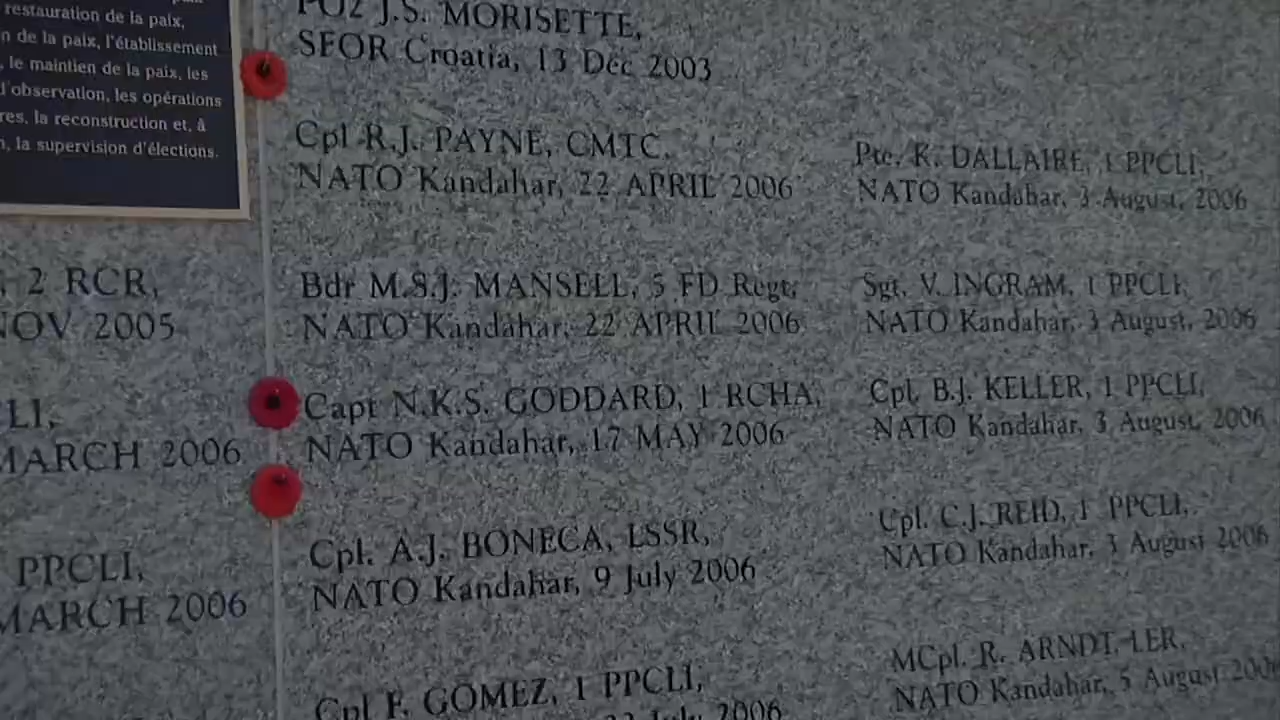 restauration de la paix,
n de la paix, l'établissement
, le maintien de la paix, les
d'observation, les opérations
res, la reconstruction et, à
n, la supervision d'élections.
, 2 RCR,
NOV 2005
CLI,
MARCH 2006
PPCLI,
MARCH 2006
PO2 J.S. MORISETTE,
SFOR Croatia, 13 Dec 2003
Cpl R.J. PAYNE, CMTC,
NATO Kandahar, 22 APRIL 2006
Bdr M.S.J. MANSELL, 5 FD Regt,
NATO Kandahar, 22 APRIL 2006
Capt N.K.S. GODDARD, 1 RCHA,
NATO Kandahar, 17 MAY 2006
Cpl. A.J. BONECA, LSSR,
NATO Kandahar, 9 July 2006
Cpl F. GOMEZ, 1 PPCLI,
22 July 2006
Pte. K. DALLAIRE, 1 PPCLI,
NATO Kandahar, 3 August, 2006
Sgt. V. INGRAM, 1 PPCLI,
NATO Kandahar, 3 August, 2006
Cpl. B.J. KELLER, 1 PPCLI,
NATO Kandahar, 3 August, 2006
Cpl. C.J. REID, 1 PPCLI,
NATO Kandahar, 3 August 2006
MCpl. R. ARNDT, LER,
NATO Kandahar, 5 August 2006